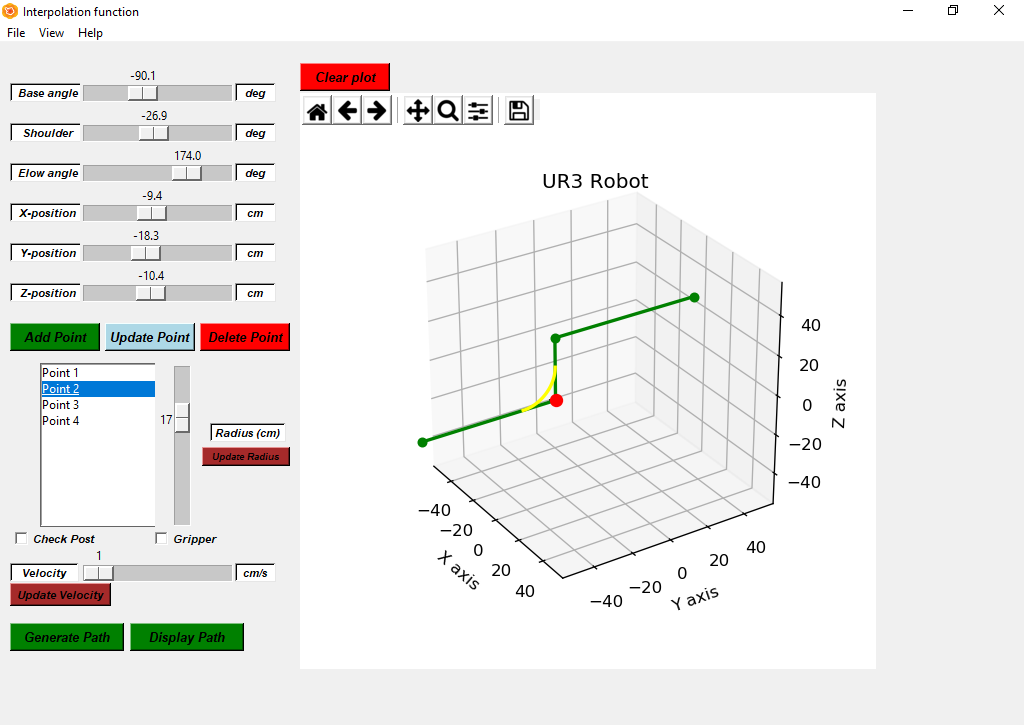 Interpolation function
File View Help
-90.1
Base angle deg
-26.9
Shoulder deg
174.0
Elow angle deg
-9.4
X-position cm
-18.3
Y-position cm
-10.4
Z-position cm
Add Point Update Point Delete Point
Point 1
Point 2
Point 3
Point 4
17
Radius (cm)
Update Radius
Check Post Gripper
1
Velocity cm/s
Update Velocity
Generate Path Display Path
Clear plot
UR3 Robot
40
20
0
−20
−40
Z axis
−40
−20
0
20
40
X axis
−40
−20
0
20
40
Y axis